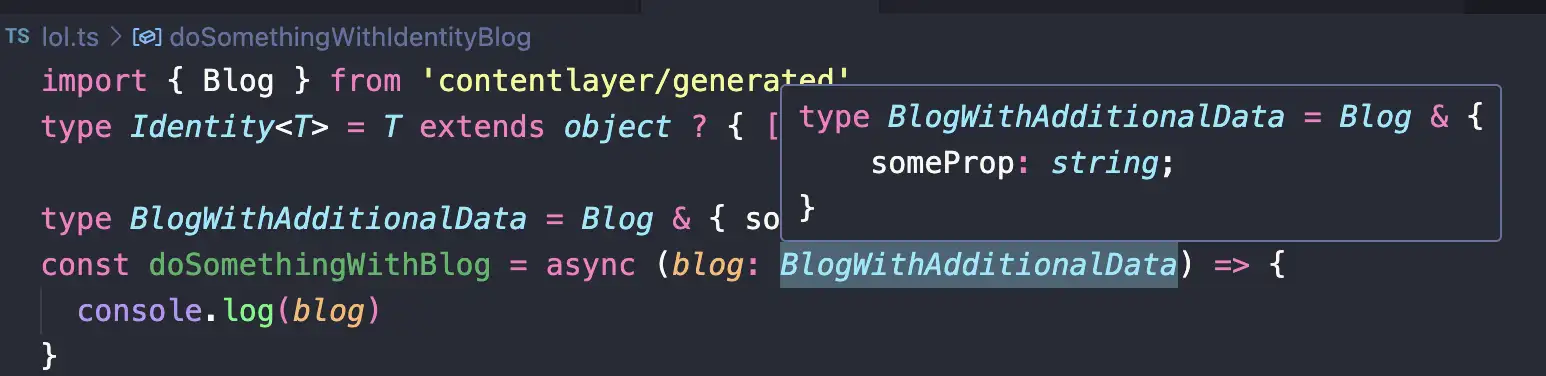 TS lol.ts > doSomethingWithIdentityBlog
import { Blog } from 'contentlayer/generated'
type Identity<T> = T extends object ? { [
type BlogWithAdditionalData = Blog & {
someProp: string;
}
type BlogWithAdditionalData = Blog & { so
const doSomethingWithBlog = async (blog: BlogWithAdditionalData) => {
console.log(blog)
}